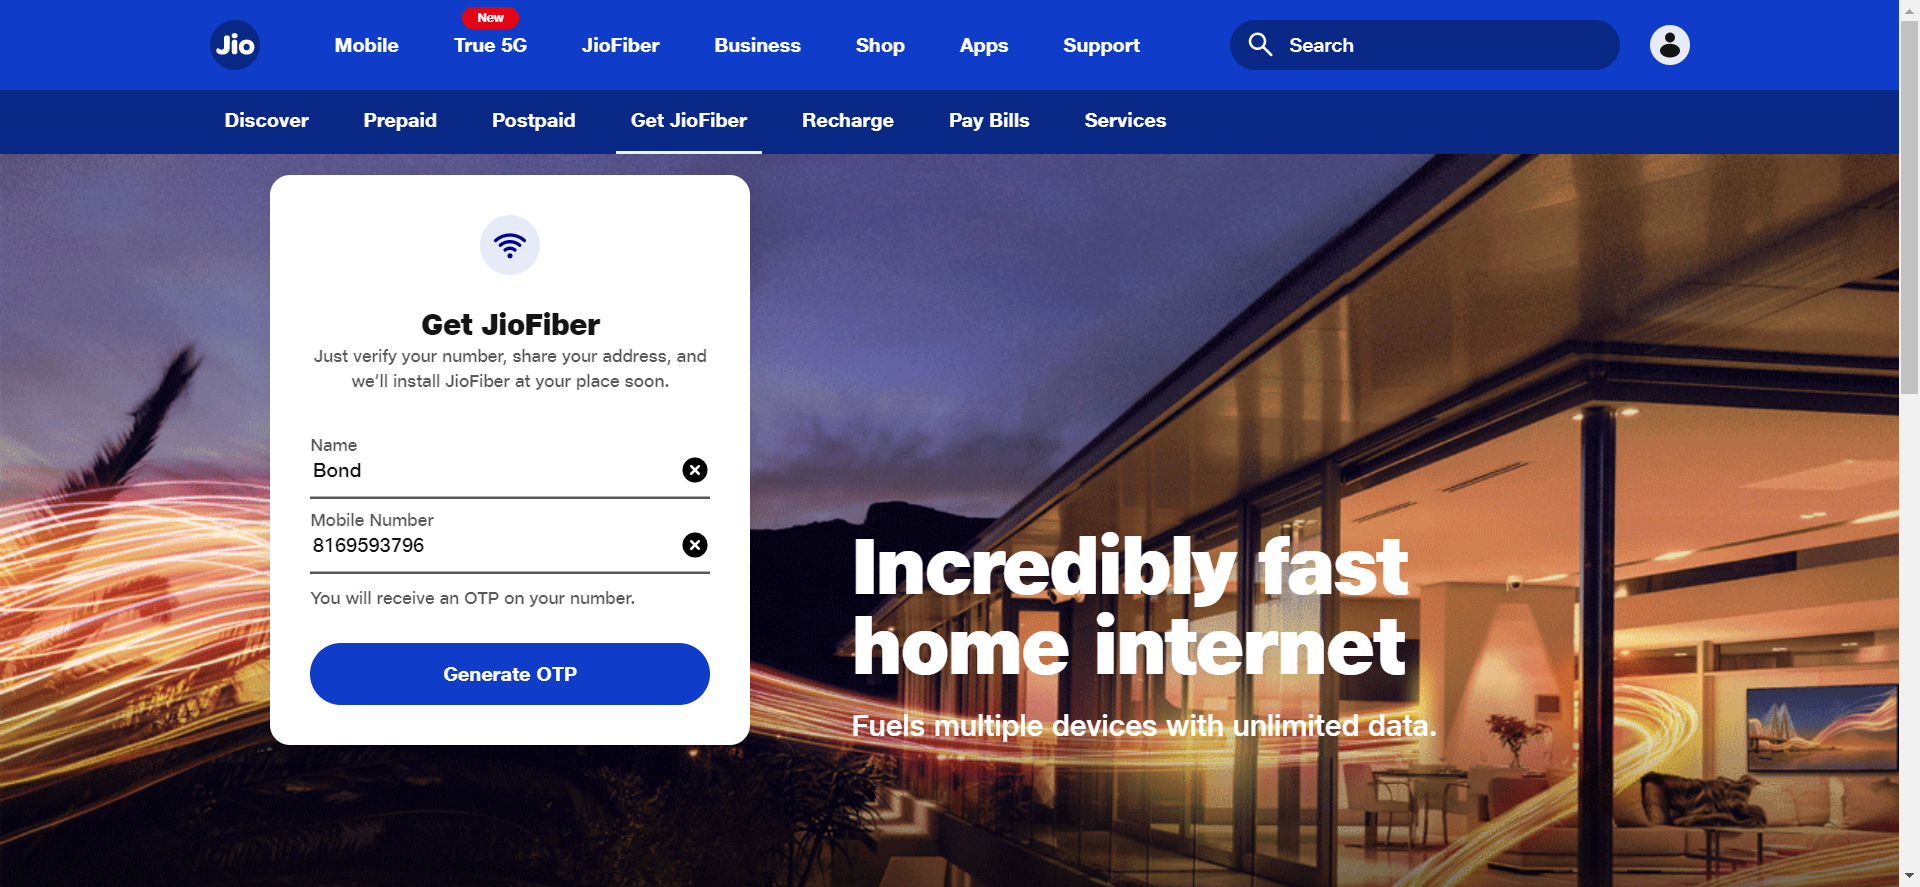 New
Jio Mobile True 5G JioFiber Business Shop Apps Support Search
Discover Prepaid Postpaid Get JioFiber Recharge Pay Bills Services
Get JioFiber
Just verify your number, share your address, and
we’ll install JioFiber at your place soon.
Name
Bond
Mobile Number
8169593796
You will receive an OTP on your number.
Generate OTP
Incredibly fast
home internet
Fuels multiple devices with unlimited data.